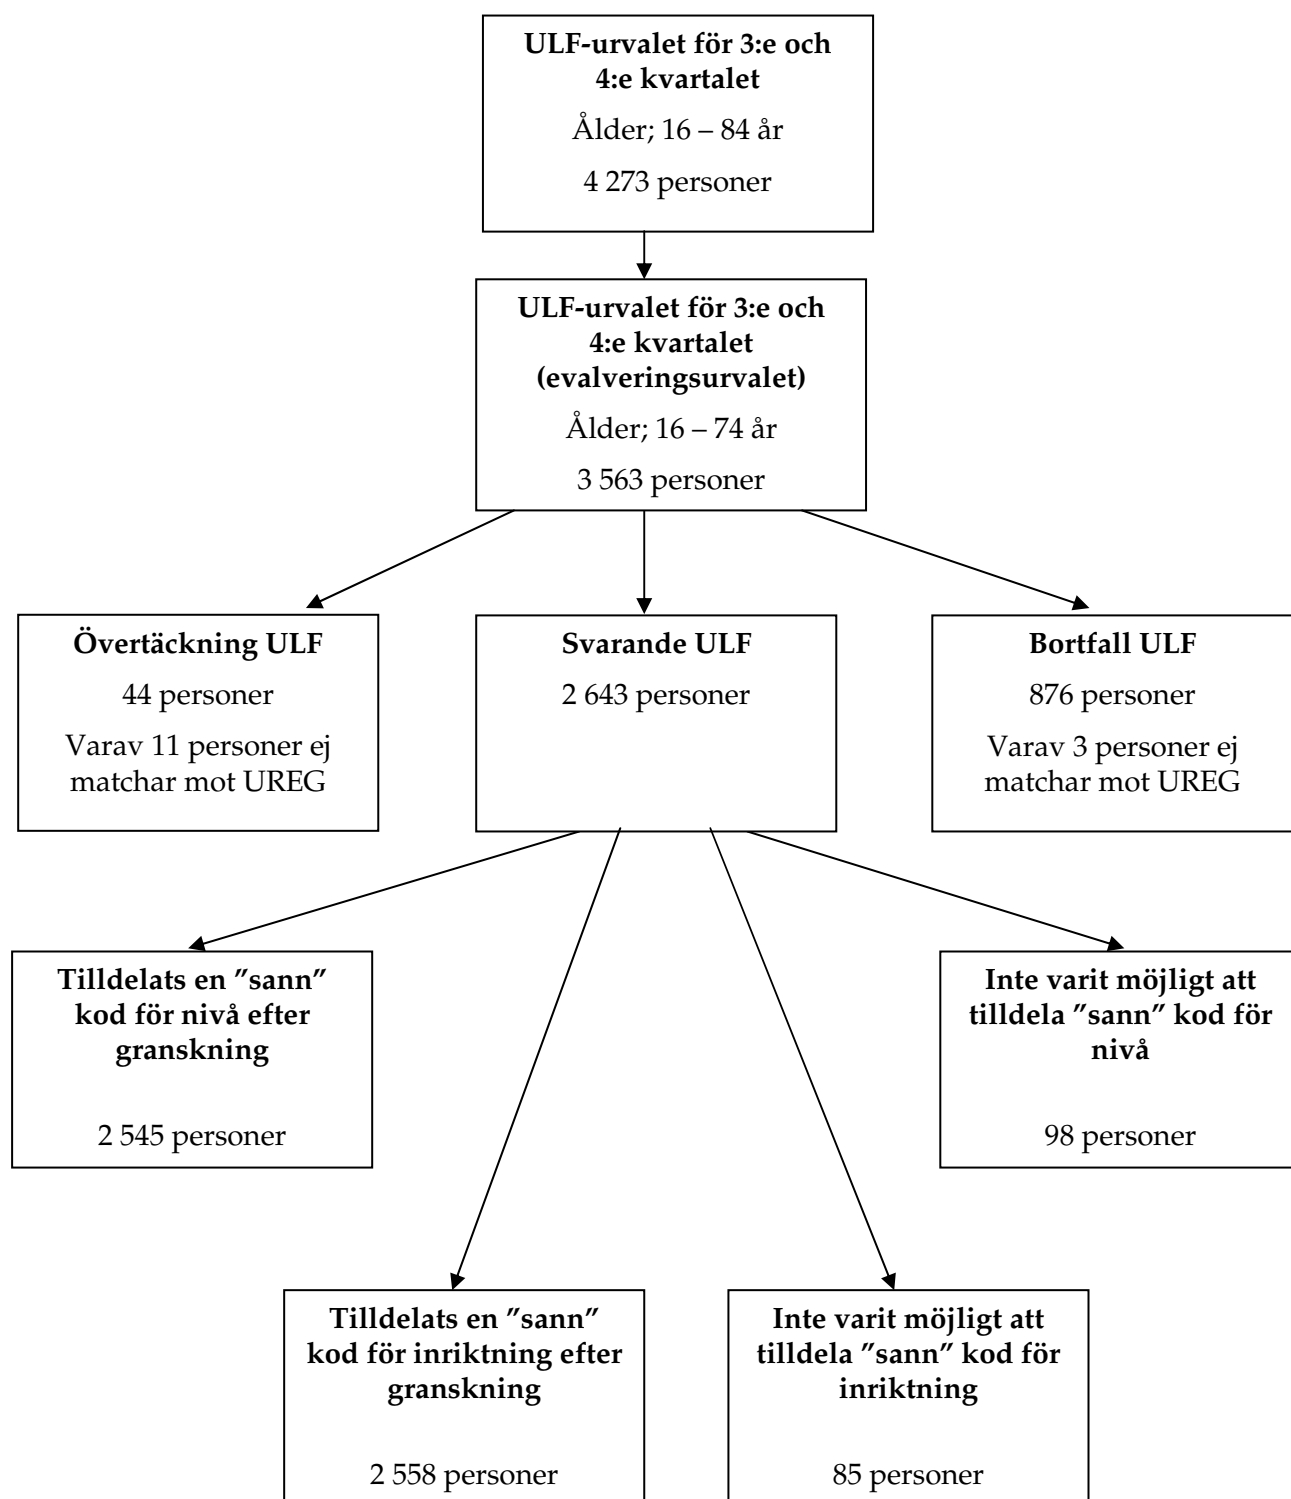 ULF-urvalet för 3:e och
4:e kvartalet
Ålder; 16 – 84 år
4 273 personer
ULF-urvalet för 3:e och
4:e kvartalet
(evalveringsurvalet)
Ålder; 16 – 74 år
3 563 personer
Övertäckning ULF
44 personer
Varav 11 personer ej
matchar mot UREG
Svarande ULF
2 643 personer
Bortfall ULF
876 personer
Varav 3 personer ej
matchar mot UREG
Tilldelats en ”sann”
kod för nivå efter
granskning
2 545 personer
Inte varit möjligt att
tilldela ”sann” kod för
nivå
98 personer
Tilldelats en ”sann”
kod för inriktning efter
granskning
2 558 personer
Inte varit möjligt att
tilldela ”sann” kod för
inriktning
85 personer